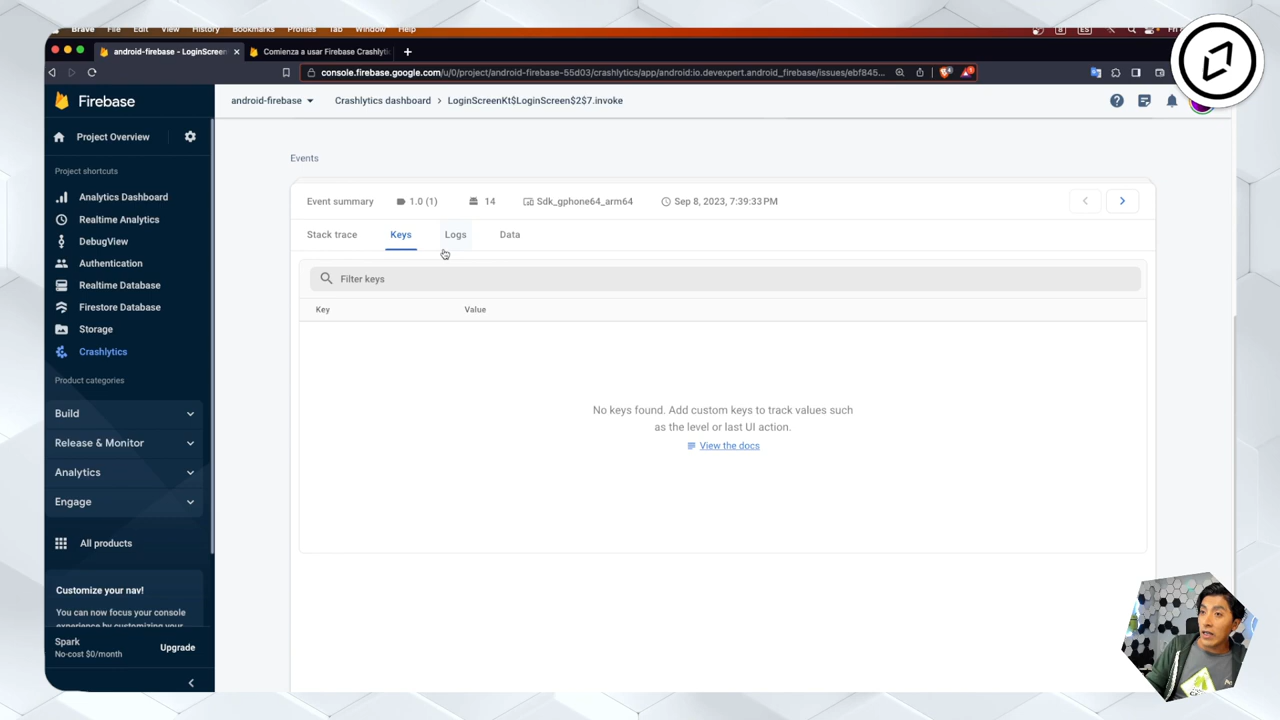 Brave File Edit View History Bookmarks Profiles Tab Window Help
android-firebase - LoginScreen
Comienza a usar Firebase Crashlyti
console.firebase.google.com/u/0/project/android-firebase-55d03/crashlytics/app/android:io.devexpert.android_firebase/issues/ebf845...
Firebase
android-firebase
Crashlytics dashboard > LoginScreenKt$LoginScreen$2$7.invoke
Project Overview
Project shortcuts
Analytics Dashboard
Realtime Analytics
DebugView
Authentication
Realtime Database
Firestore Database
Storage
Crashlytics
Product categories
Build
Release & Monitor
Analytics
Engage
All products
Customize your nav!
You can now focus your console
experience by customizing your
Spark
No-cost $0/month
Upgrade
Events
Event summary
1.0 (1)
14
Sdk_gphone64_arm64
Sep 8, 2023, 7:39:33 PM
Stack trace
Keys
Logs
Data
Filter keys
Key
Value
No keys found. Add custom keys to track values such
as the level or last UI action.
View the docs